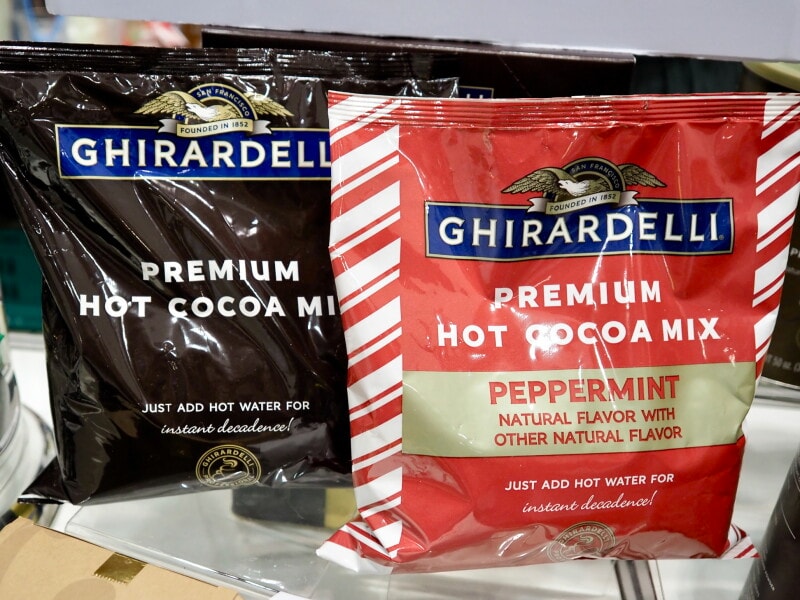 SAN FRANCISCO
FOUNDED IN 1852
GHIRARDELL
PREMIUM
HOT COCOA MI
JUST ADD HOT WATER FOR
instant decadence!
GHIRARDELLI
SAN FRANCISCO
FOUNDED IN 1852
GHIRARDELLI
PREMIUM
HOT COCOA MIX
PEPPERMINT
NATURAL FLAVOR WITH
OTHER NATURAL FLAVOR
JUST ADD HOT WATER FOR
instant decadence!
GHIRARDELLI